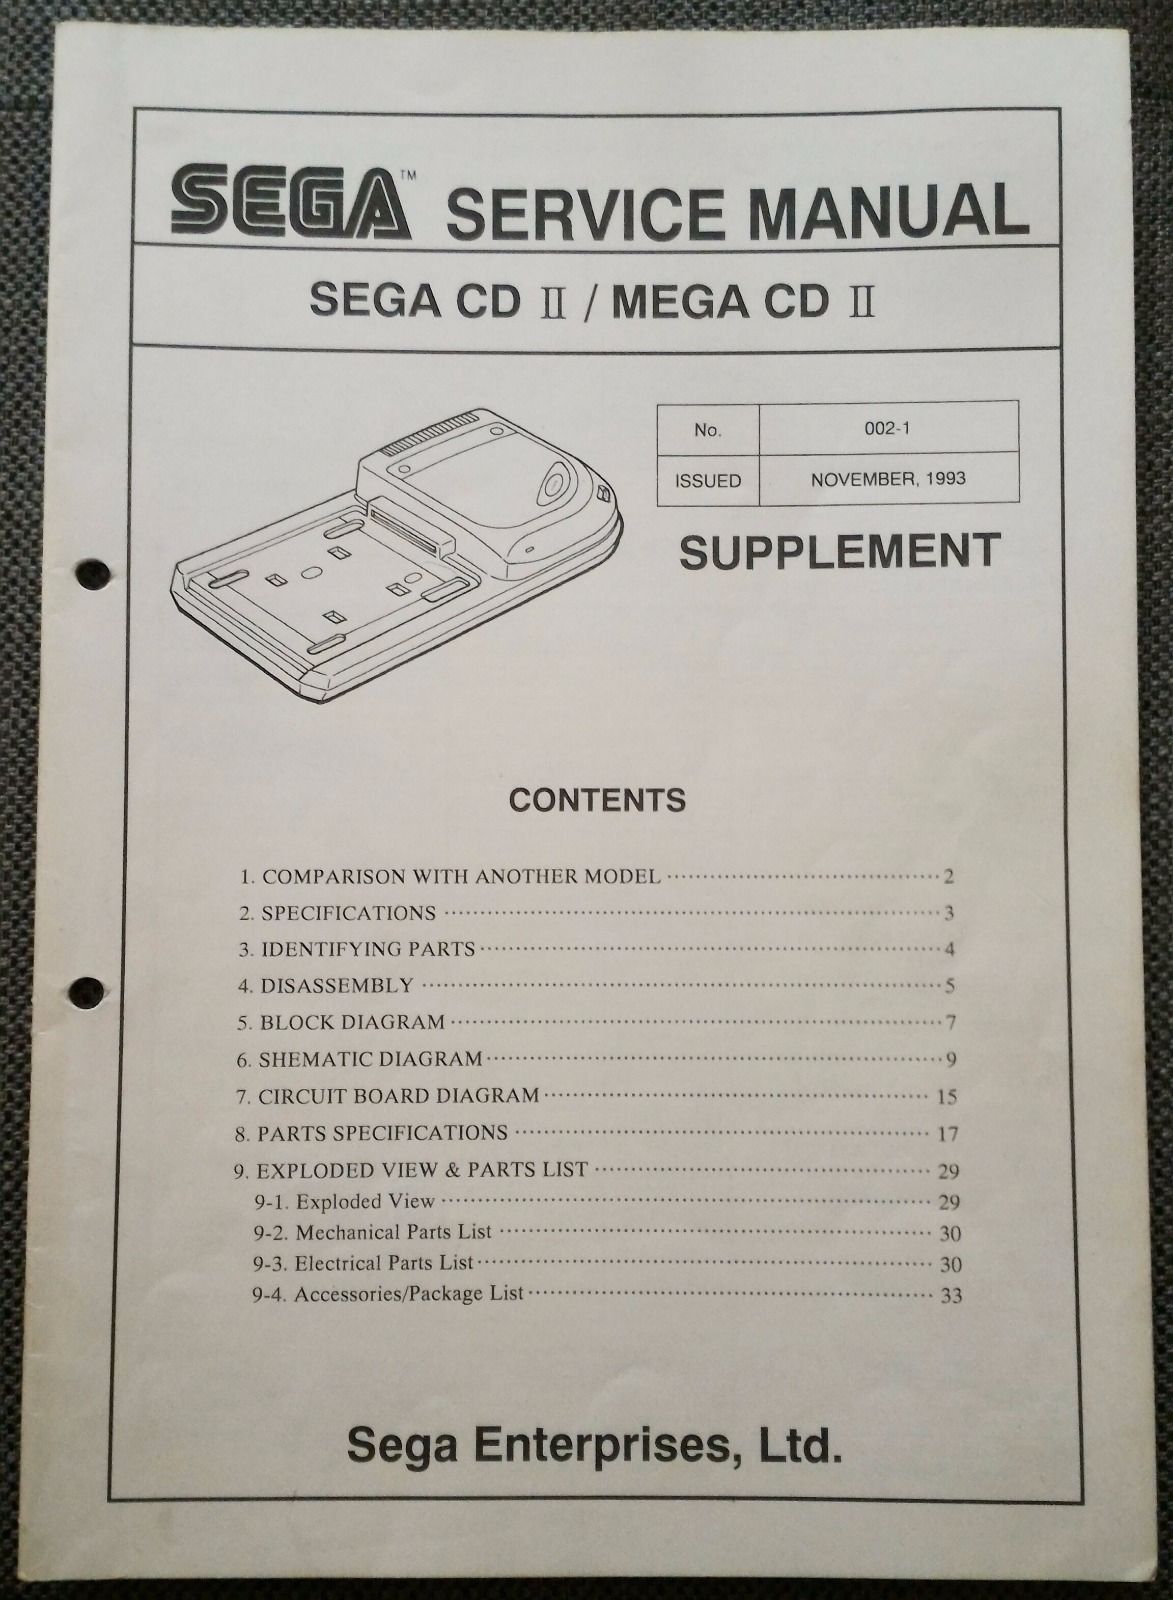 SEGA™ SERVICE MANUAL
SEGA CD II / MEGA CD II
No. 002-1
ISSUED NOVEMBER, 1993
SUPPLEMENT
CONTENTS
1. COMPARISON WITH ANOTHER MODEL ········ 2
2. SPECIFICATIONS ········ 3
3. IDENTIFYING PARTS ········ 4
4. DISASSEMBLY ········ 5
5. BLOCK DIAGRAM ········ 7
6. SHEMATIC DIAGRAM ········ 9
7. CIRCUIT BOARD DIAGRAM ········ 15
8. PARTS SPECIFICATIONS ········ 17
9. EXPLODED VIEW & PARTS LIST ········ 29
9-1. Exploded View ········ 29
9-2. Mechanical Parts List ········ 30
9-3. Electrical Parts List ········ 30
9-4. Accessories/Package List ········ 33
Sega Enterprises, Ltd.